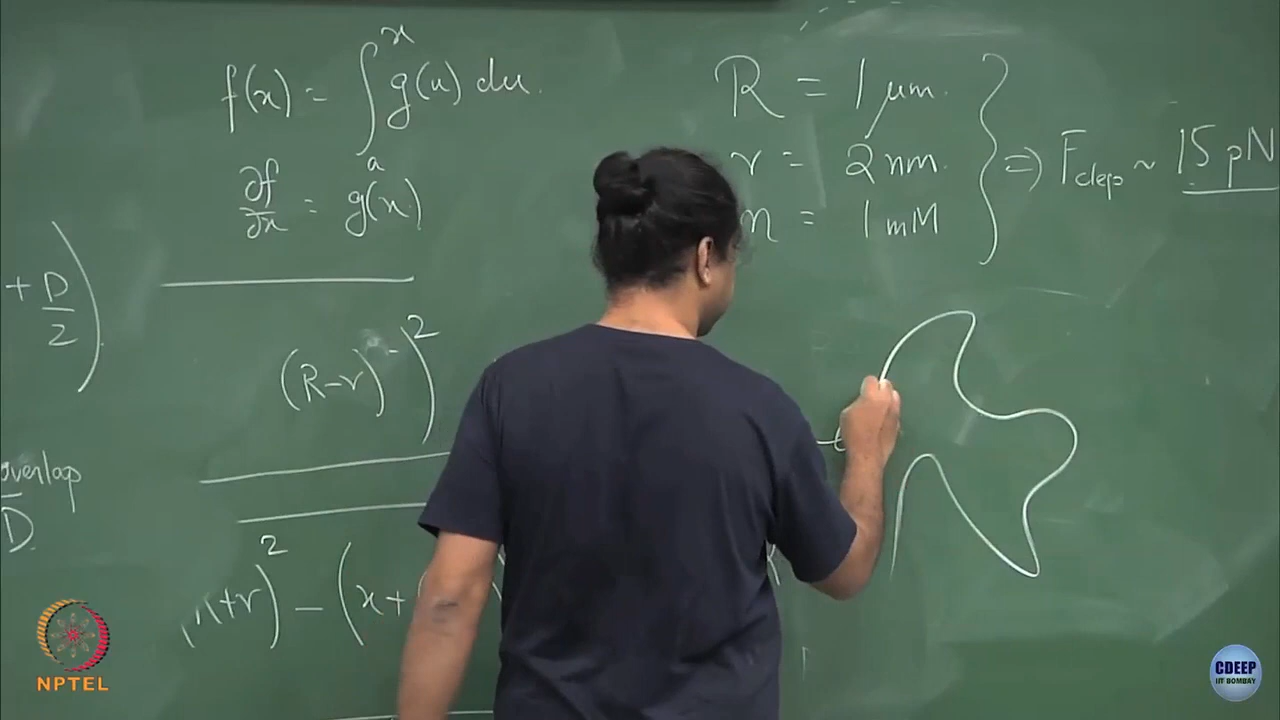 f(x) = ∫ₐˣ g(u) du.
∂f/∂x = g(x)
R = 1 μm.
r = 2 nm.
n = 1 mM
} ⇒ F_dep ~ 15 pN
+ D/2 )
(R-r)² )²
overlap
D.
+r)² - (x+
NPTEL
CDEEP
IIT BOMBAY